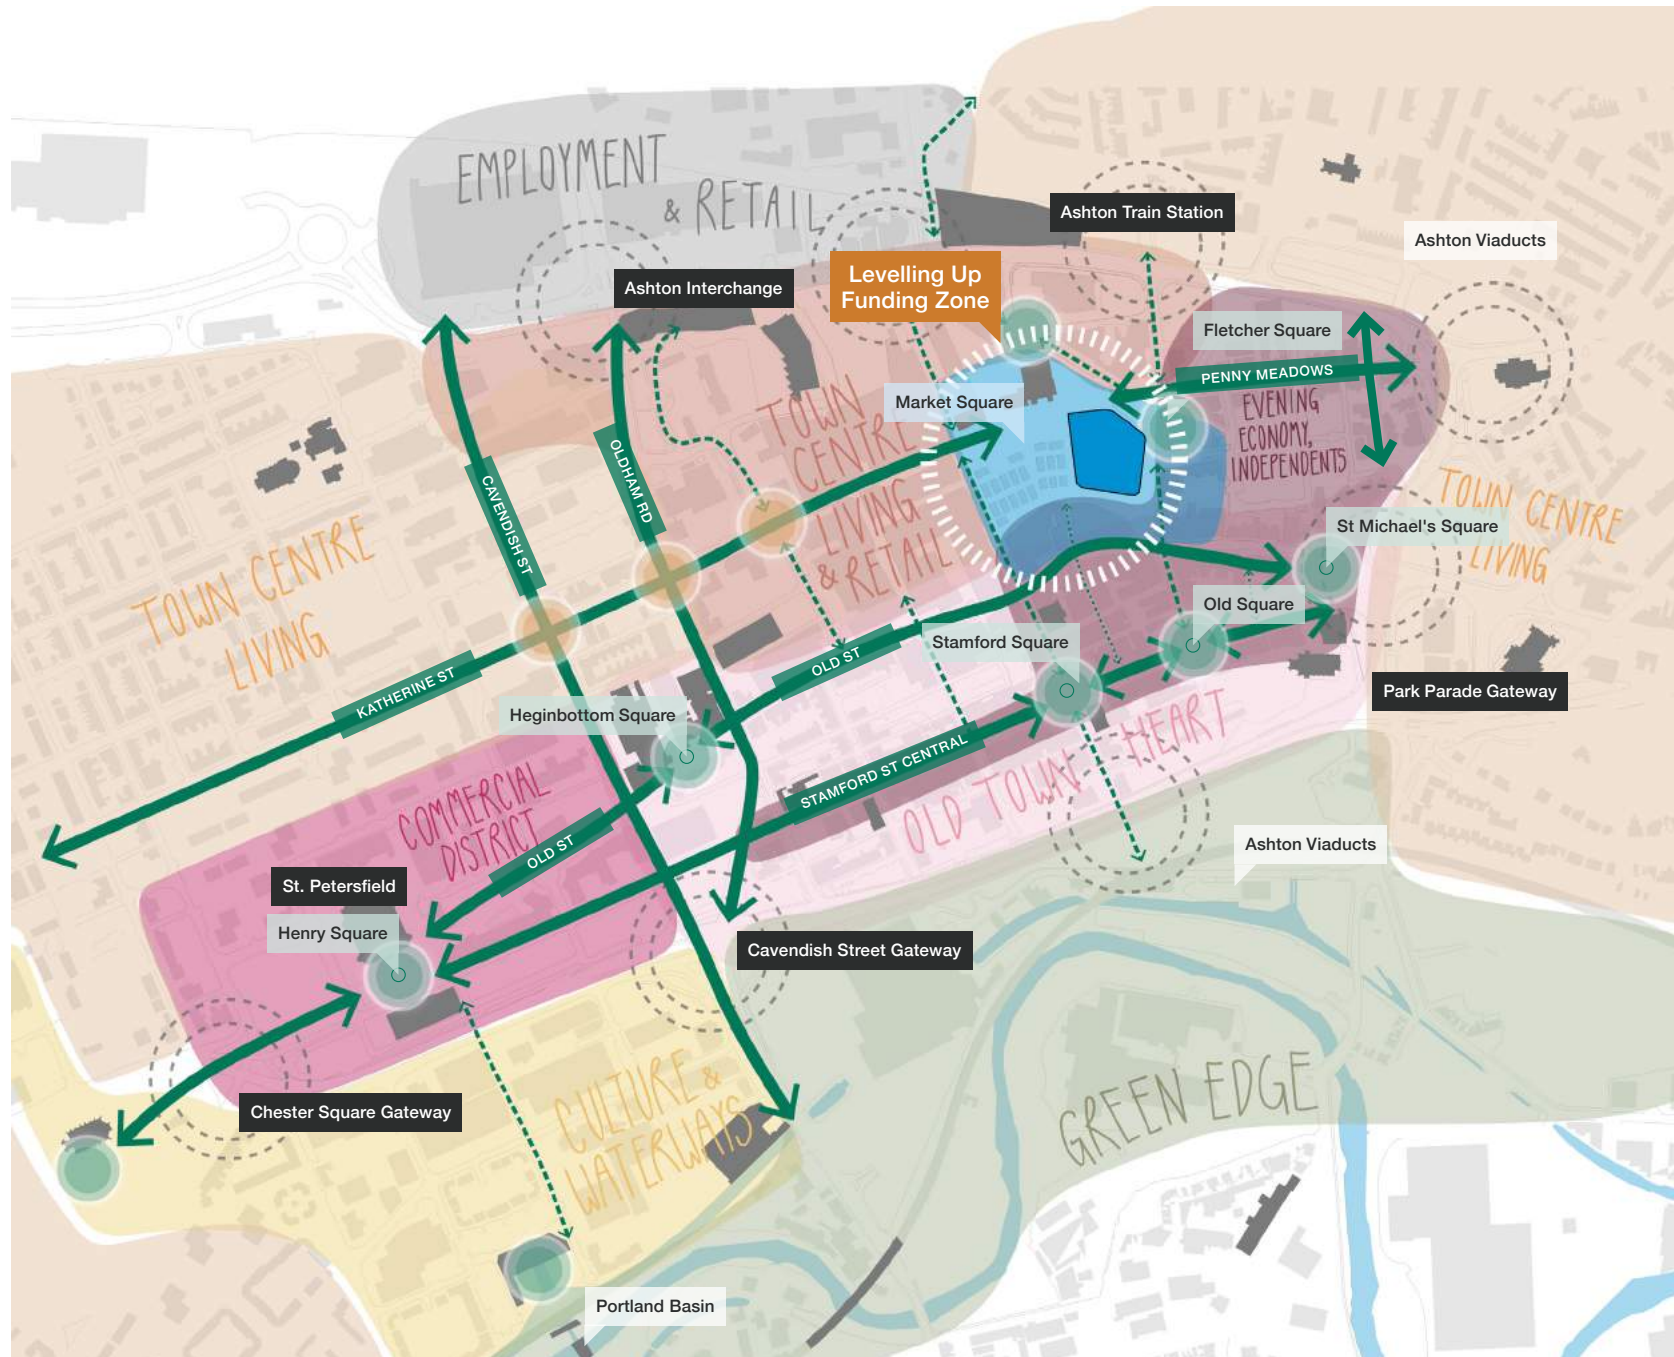 EMPLOYMENT
& RETAIL
Ashton Train Station
Ashton Viaducts
Ashton Interchange
Levelling Up
Funding Zone
Fletcher Square
PENNY MEADOWS
Market Square
EVENING
ECONOMY,
INDEPENDENTS
TOWN
CENTRE
LIVING
& RETAIL
OLDHAM RD
CAVENDISH ST
TOWN CENTRE
LIVING
TOWN CENTRE
LIVING
St Michael's Square
Old Square
Stamford Square
OLD ST
KATHERINE ST
Heginbottom Square
Park Parade Gateway
STAMFORD ST CENTRAL
OLD TOWN HEART
COMMERCIAL
DISTRICT
OLD ST
Ashton Viaducts
St. Petersfield
Henry Square
Cavendish Street Gateway
Chester Square Gateway
CULTURE &
WATERWAYS
GREEN EDGE
Portland Basin